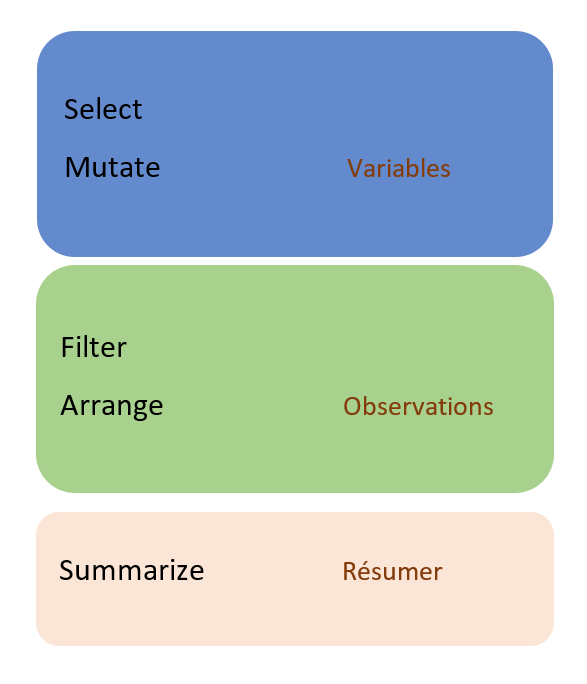 Select
Mutate Variables
Filter
Arrange Observations
Summarize Résumer